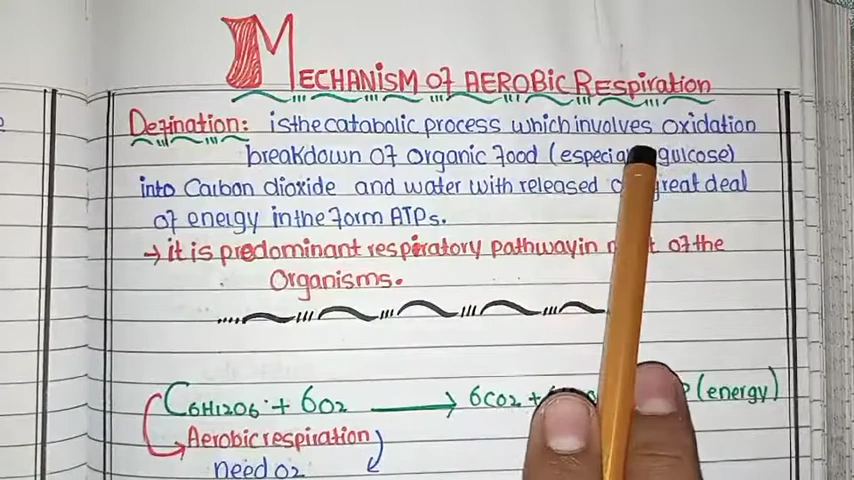 MECHANISM of AEROBIC RESpiRation
Defination: is the catabolic process which involves oxidation
breakdown of organic food (especia gulcose)
into Carbon dioxide and water with released great deal
of energy in the form ATPs.
→ it is predominant respiratory pathway in of the
Organisms.
C6H12O6 + 6O2 → 6CO2 + (energy)
Aerobic respiration
need O2